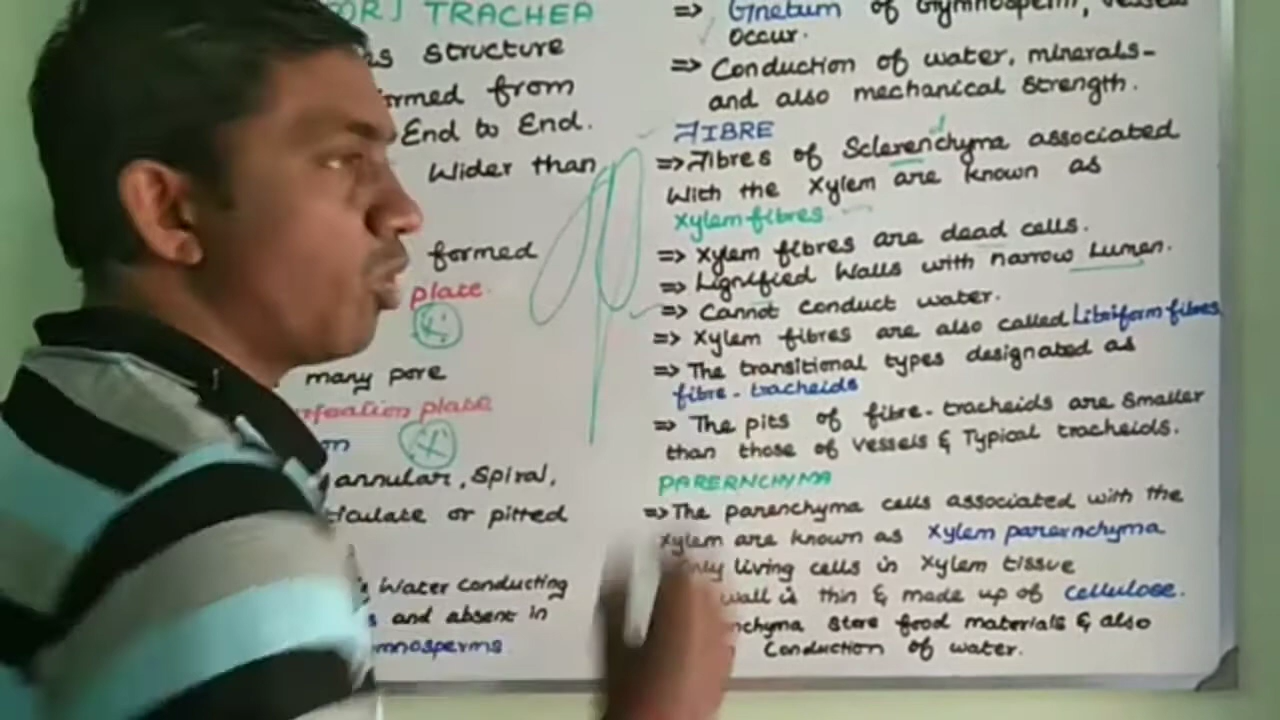 TRACHEA
structure
from
End to End.
Wider than
formed
plate.
many pore
plate
annular, Spiral,
or pitted
Water conducting
and absent in
=> Gnetum of Gymnosperm,
occur.
=> Conduction of water, minerals-
and also mechanical strength.
FIBRE
=> Fibres of Sclerenchyma associated
With the Xylem are known as
Xylem fibres.
=> Xylem fibres are dead cells.
=> Lignified Walls with narrow Lumen.
=> Cannot Conduct water.
=> Xylem fibres are also called Libriform fibres
=> The transitional types designated as
fibre-tracheids
=> The pits of fibre-tracheids are smaller
than those of Vessels & Typical tracheids.
PARERNCHYMA
=> The parenchyma cells associated with the
Xylem are known as Xylem parernchyma
living cells in Xylem tissue
wall is thin & made up of cellulose.
store food materials & also
Conduction of water.